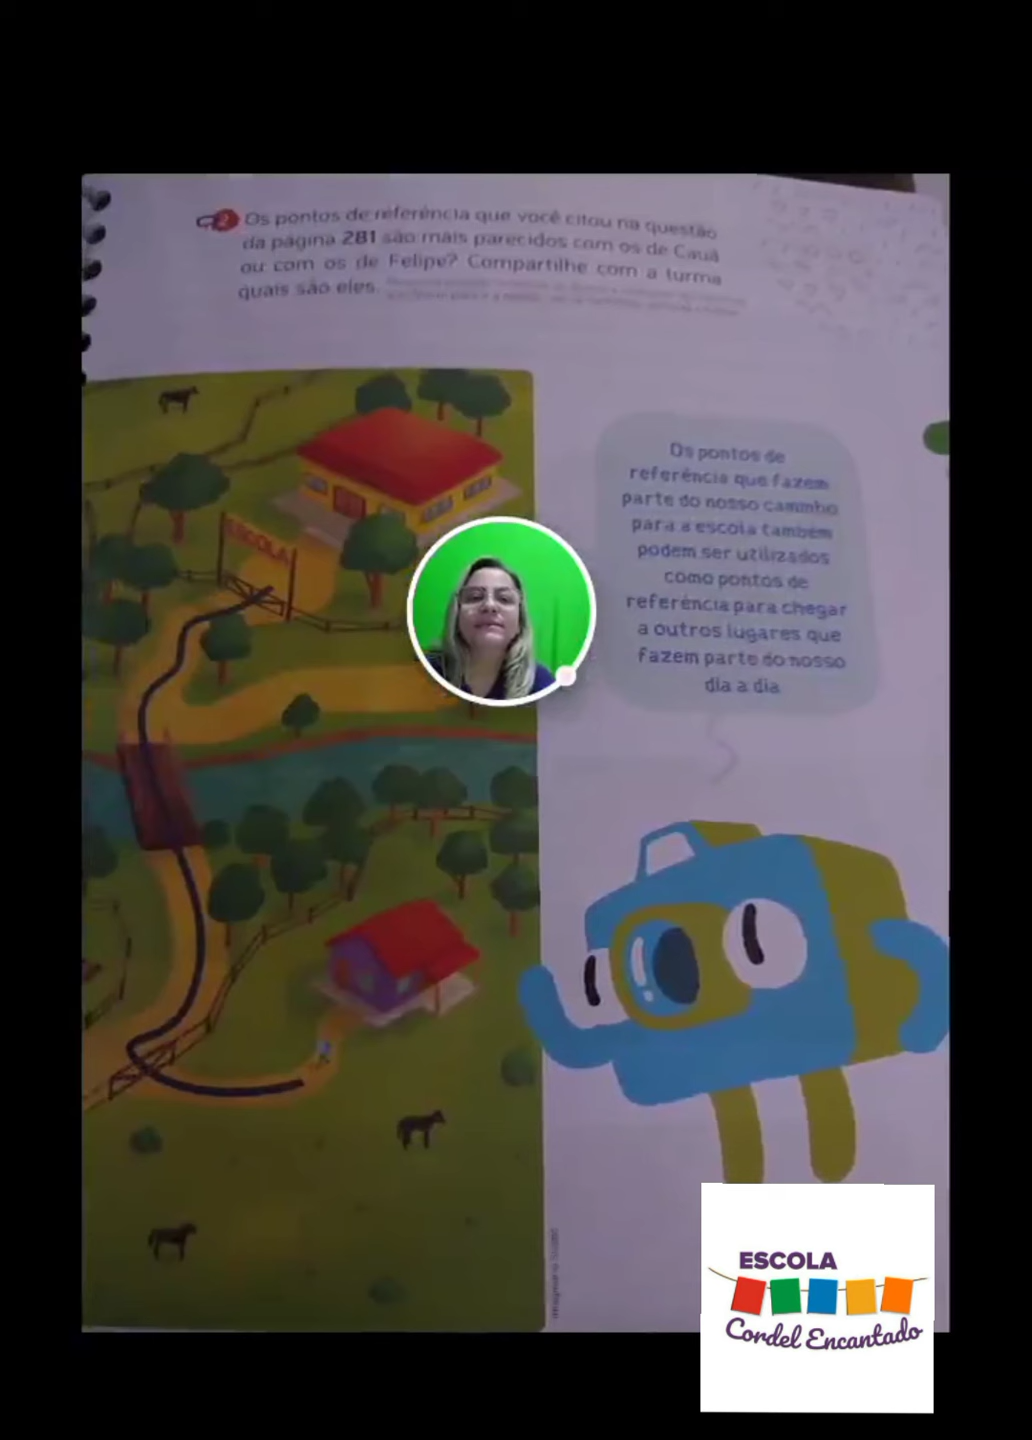 2 Os pontos de referência que você citou na questão
da página 281 são mais parecidos com os de Cauã
ou com os de Felipe? Compartilhe com a turma
quais são eles.
ESCOLA
Os pontos de
referência que fazem
parte do nosso caminho
para a escola também
podem ser utilizados
como pontos de
referência para chegar
a outros lugares que
fazem parte do nosso
dia a dia
ESCOLA
Cordel Encantado